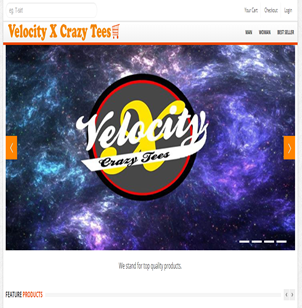 eg. T-shirt
Your Cart Checkout Login
Velocity X Crazy Tees
MAN WOMAN BEST SELLER
Velocity
Crazy Tees
We stand for top quality products.
FEATURE PRODUCTS